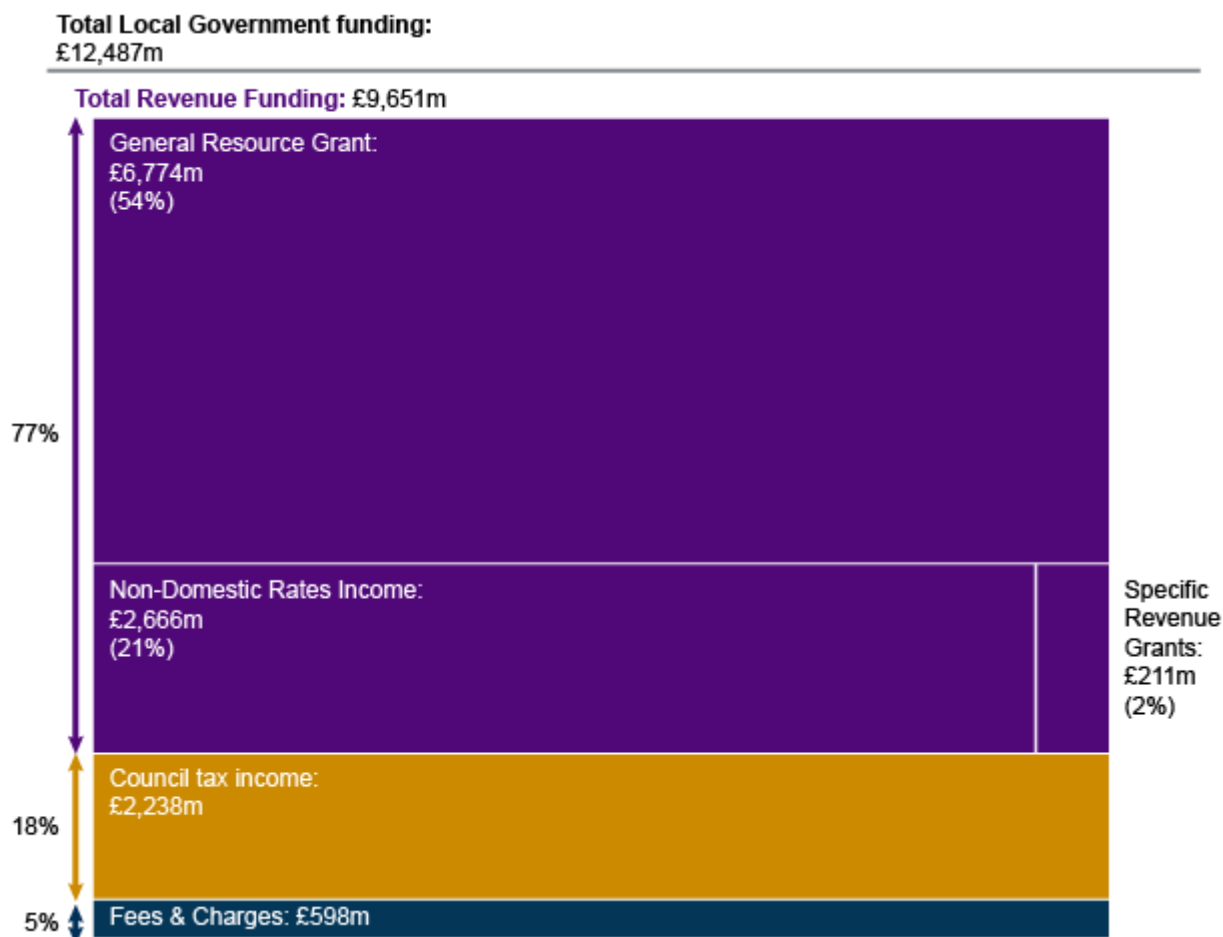 Total Local Government funding:
£12,487m
Total Revenue Funding: £9,651m
General Resource Grant:
£6,774m
(54%)
77%
Non-Domestic Rates Income:
£2,666m
(21%)
Specific
Revenue
Grants:
£211m
(2%)
Council tax income:
£2,238m
18%
Fees & Charges: £598m
5%